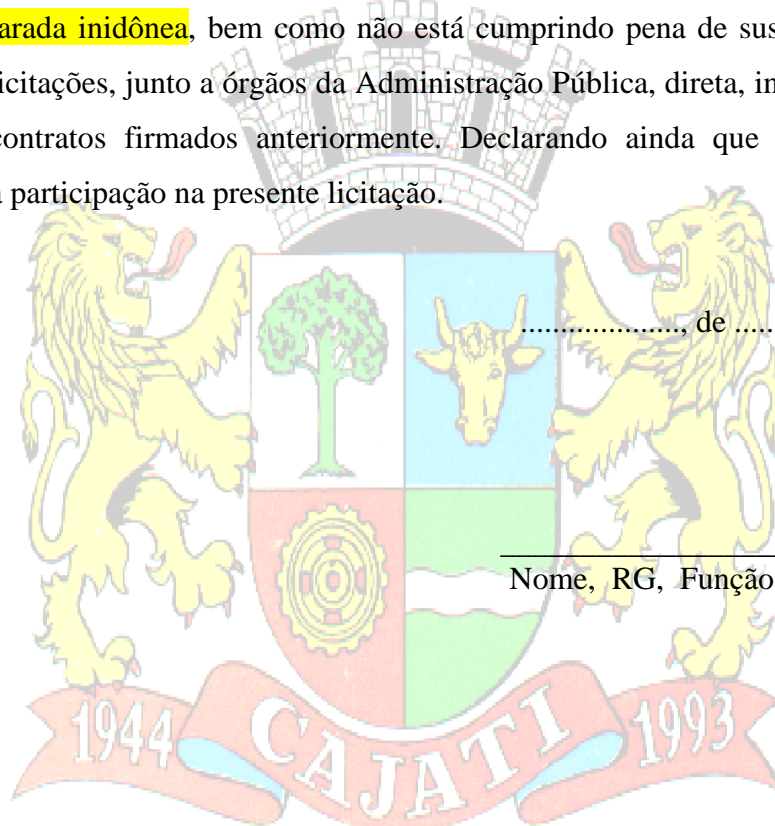 arada inidônea, bem como não está cumprindo pena de sus
icitações, junto a órgãos da Administração Pública, direta, in
contratos firmados anteriormente. Declarando ainda que
a participação na presente licitação.
...................., de .....
Nome, RG, Função
1944 CAJATI 1993